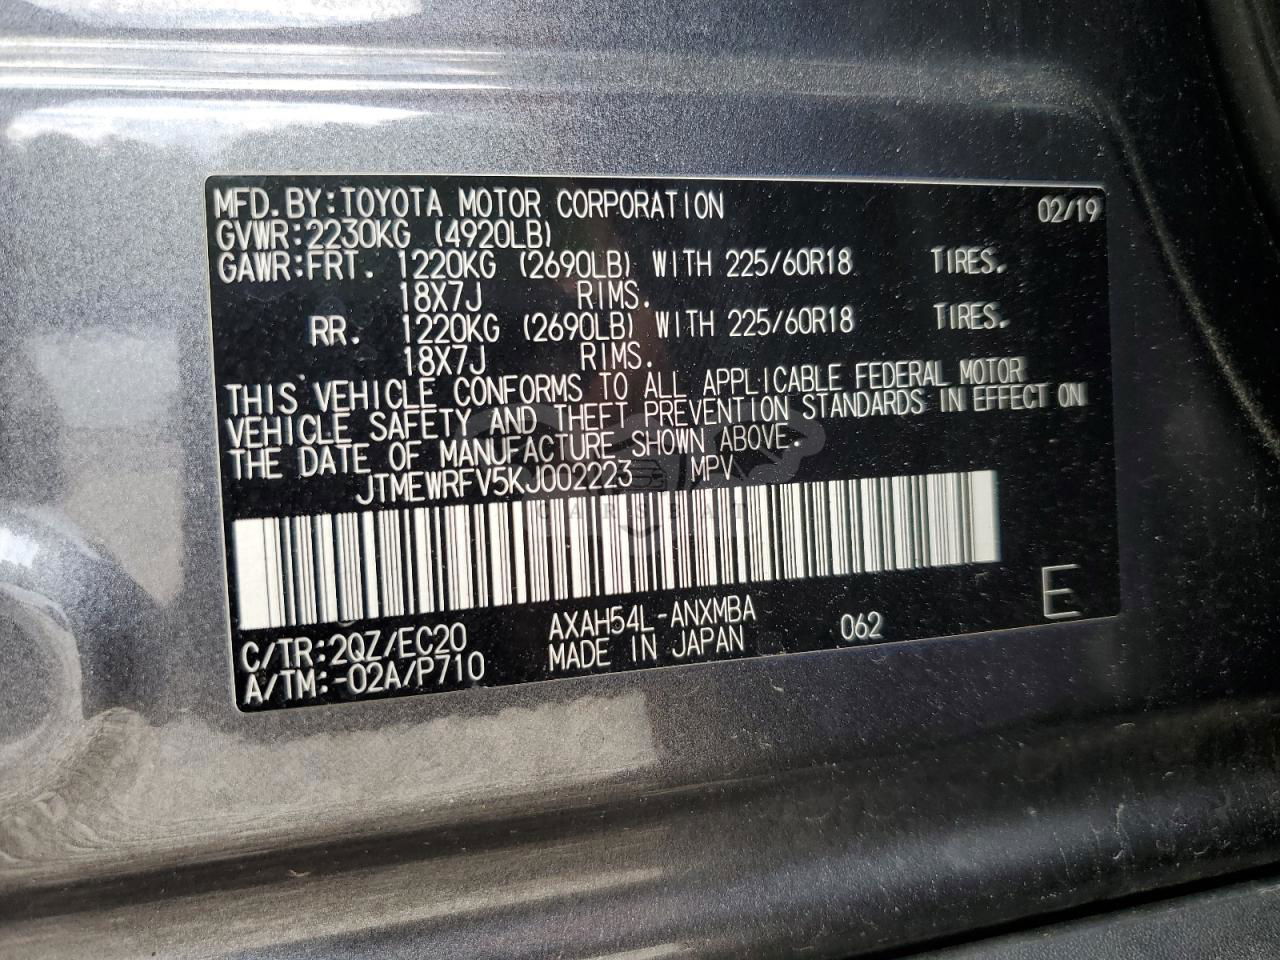 MFD.BY:TOYOTA MOTOR CORPORATION 02/19
GVWR:2230KG (4920LB)
GAWR:FRT. 1220KG (2690LB) WITH 225/60R18 TIRES.
18X7J RIMS.
RR. 1220KG (2690LB) WITH 225/60R18 TIRES.
18X7J RIMS.
THIS VEHICLE CONFORMS TO ALL APPLICABLE FEDERAL MOTOR
VEHICLE SAFETY AND THEFT PREVENTION STANDARDS IN EFFECT ON
THE DATE OF MANUFACTURE SHOWN ABOVE.
JTMEWRFV5KJ002223 MPV
CARSBAT
C/TR:2QZ/EC20 AXAH54L-ANXMBA 062 E
A/TM:-02A/P710 MADE IN JAPAN